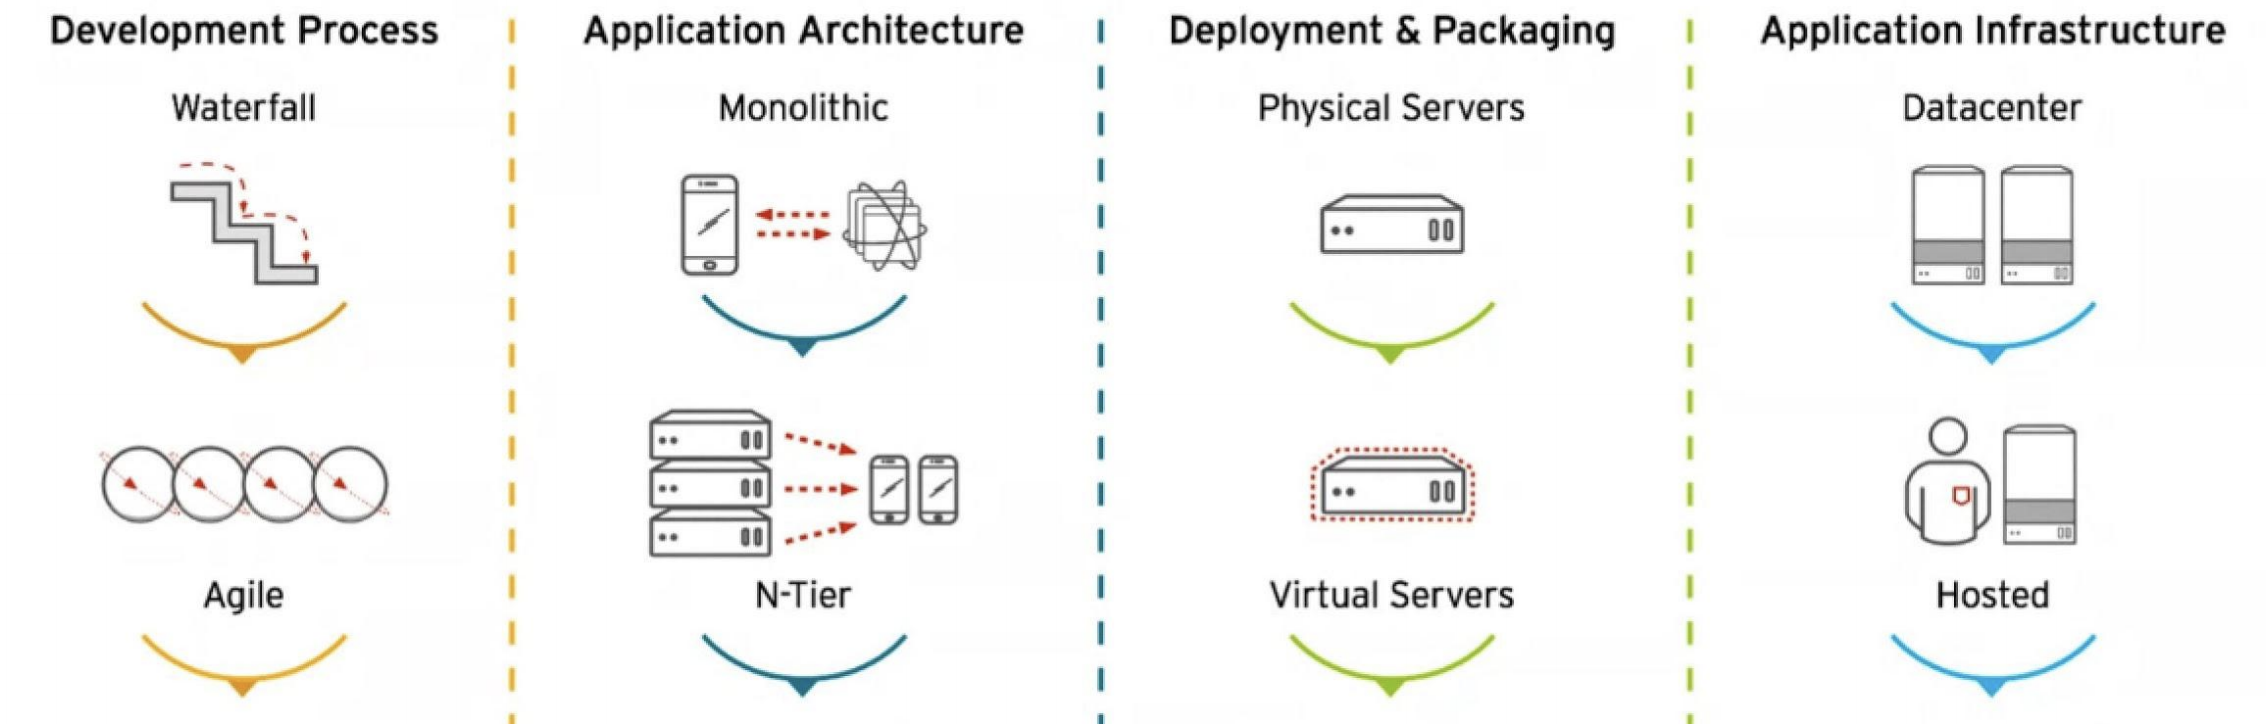 Development Process
Waterfall
Agile
Application Architecture
Monolithic
N-Tier
Deployment & Packaging
Physical Servers
Virtual Servers
Application Infrastructure
Datacenter
Hosted